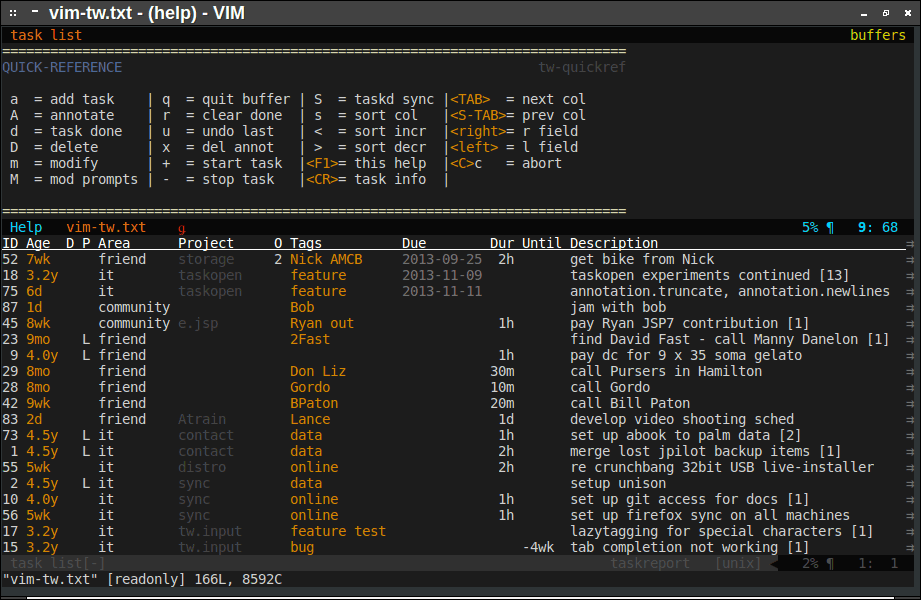 vim-tw.txt - (help) - VIM
task list buffers
===============================================================================
QUICK-REFERENCE tw-quickref
a = add task | q = quit buffer | S = taskd sync |<TAB> = next col
A = annotate | r = clear done | s = sort col |<S-TAB>= prev col
d = task done | u = undo last | < = sort incr |<right>= r field
D = delete | x = del annot | > = sort decr |<left> = l field
m = modify | + = start task |<F1>= this help |<C>c = abort
M = mod prompts | - = stop task |<CR>= task info |
===============================================================================
Help vim-tw.txt g 5% ¶ 9: 68
ID Age D P Area Project O Tags Due Dur Until Description
52 7wk friend storage 2 Nick AMCB 2013-09-25 2h get bike from Nick
18 3.2y it taskopen feature 2013-11-09 taskopen experiments continued [13]
75 6d it taskopen feature 2013-11-11 annotation.truncate, annotation.newlines
87 1d community Bob jam with bob
45 8wk community e.jsp Ryan out 1h pay Ryan JSP7 contribution [1]
23 9mo L friend 2Fast find David Fast - call Manny Danelon [1]
9 4.0y L friend 1h pay dc for 9 x 35 soma gelato
29 8mo friend Don Liz 30m call Pursers in Hamilton
28 8mo friend Gordo 10m call Gordo
42 9wk friend BPaton 20m call Bill Paton
83 2d friend Atrain Lance 1d develop video shooting sched
73 4.5y L it contact data 1h set up abook to palm data [2]
1 4.5y L it contact data 2h merge lost jpilot backup items [1]
55 5wk it distro online 2h re crunchbang 32bit USB live-installer
2 4.5y L it sync data setup unison
10 4.0y it sync online 1h set up git access for docs [1]
56 5wk it sync online 1h set up firefox sync on all machines
17 3.2y it tw.input feature test lazytagging for special characters [1]
15 3.2y it tw.input bug -4wk tab completion not working [1]
task list[-] taskreport [unix] 2% ¶ 1: 1
"vim-tw.txt" [readonly] 166L, 8592C